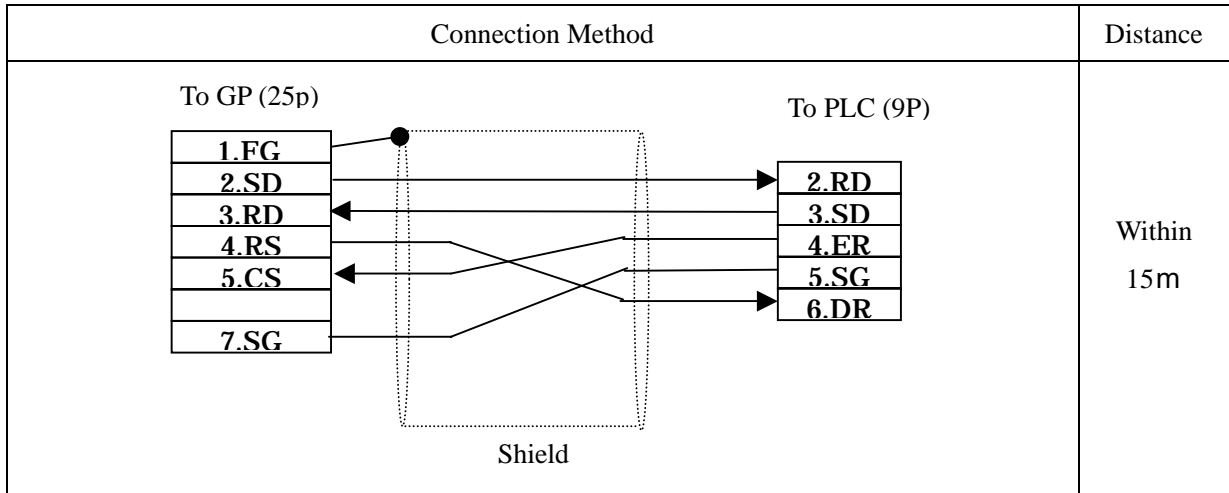 Connection Method
Distance
To GP (25p)
To PLC (9P)
1.FG
2.SD
3.RD
4.RS
5.CS
7.SG
2.RD
3.SD
4.ER
5.SG
6.DR
Within
15m
Shield